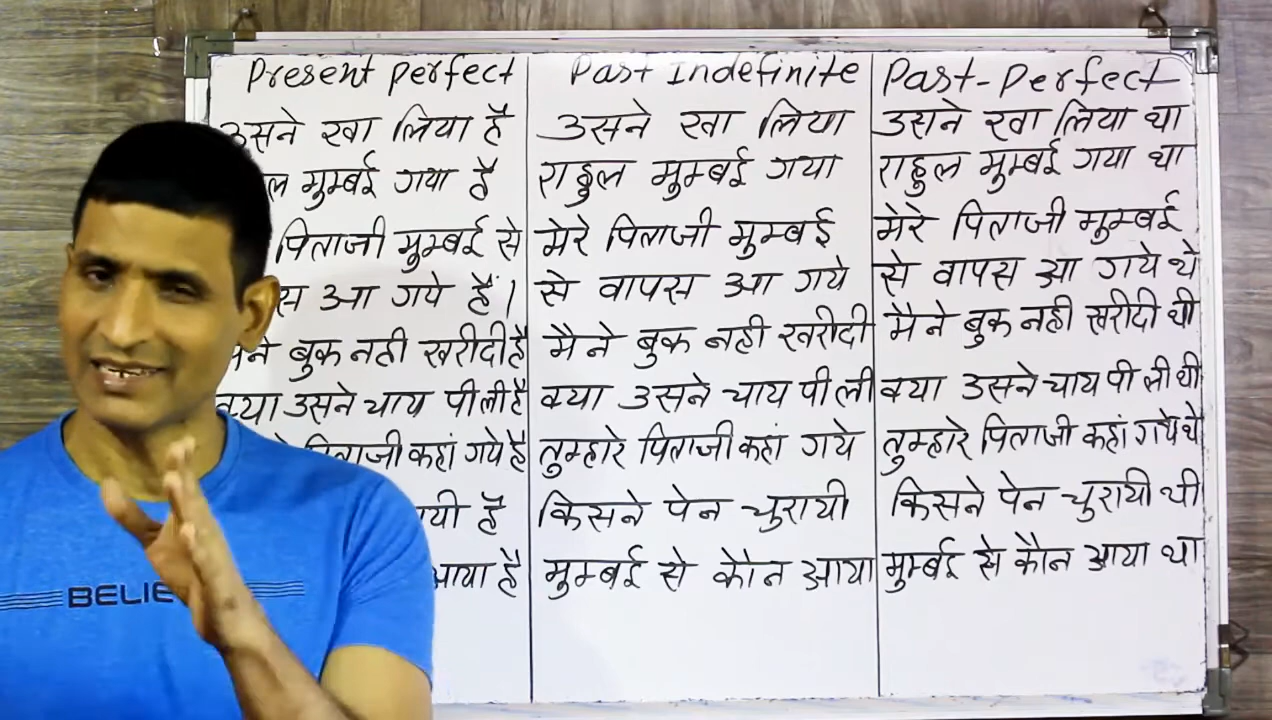 Present perfect
उसने खा लिया है
मुम्बई गया है
पिताजी मुम्बई से
आ गये हैं।
बुक नही खरीदी है
क्या उसने चाय पी ली है
पिताजी कहां गये है
है
आया है
Past Indefinite
उसने खा लिया
राहुल मुम्बई गया
मेरे पिताजी मुम्बई
से वापस आ गये
मैने बुक नही खरीदी
क्या उसने चाय पी ली
तुम्हारे पिताजी कहां गये
किसने पेन चुरायी
मुम्बई से कौन आया
Past-Perfect
उसने खा लिया था
राहुल मुम्बई गया था
मेरे पिताजी मुम्बई
से वापस आ गये थे
मैने बुक नही खरीदी थी
क्या उसने चाय पी ली थी
तुम्हारे पिताजी कहां गये थे
किसने पेन चुरायी थी
मुम्बई से कौन आया था
BELIE